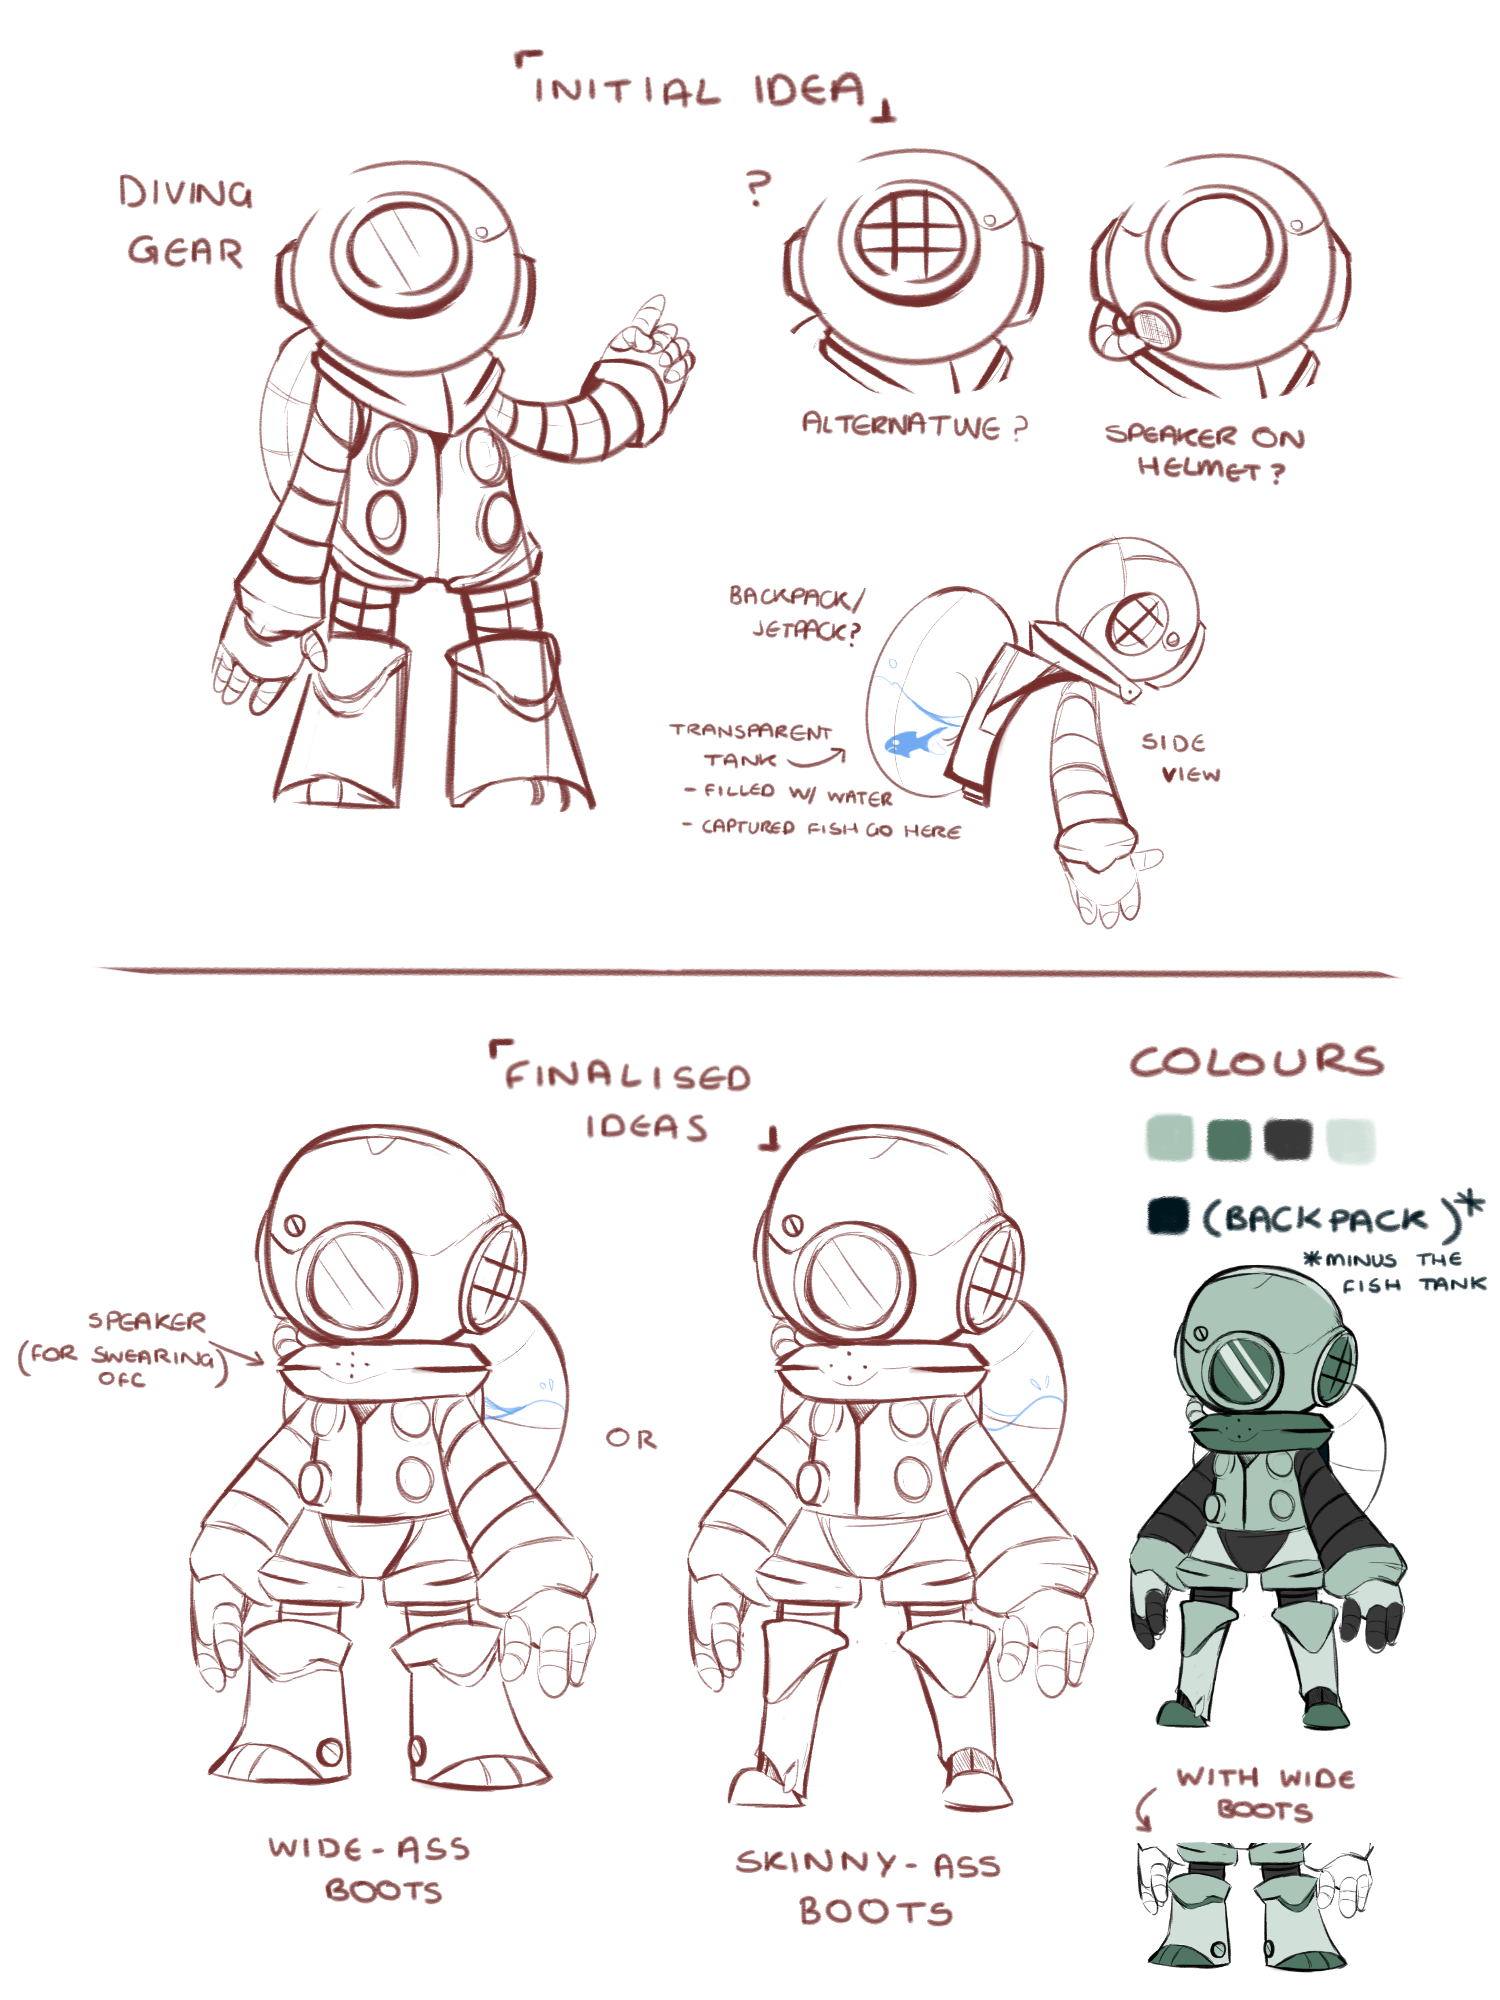 「INITIAL IDEA」
DIVING
GEAR
?
ALTERNATIVE?
SPEAKER ON
HELMET?
BACKPACK/
JETPACK?
TRANSPARENT
TANK
- FILLED W/ WATER
- CAPTURED FISH GO HERE
SIDE
VIEW
「FINALISED
IDEAS」
SPEAKER
(FOR SWEARING)
OFC
OR
WIDE-ASS
BOOTS
SKINNY-ASS
BOOTS
COLOURS
(BACKPACK)*
*MINUS THE
FISH TANK
WITH WIDE
BOOTS